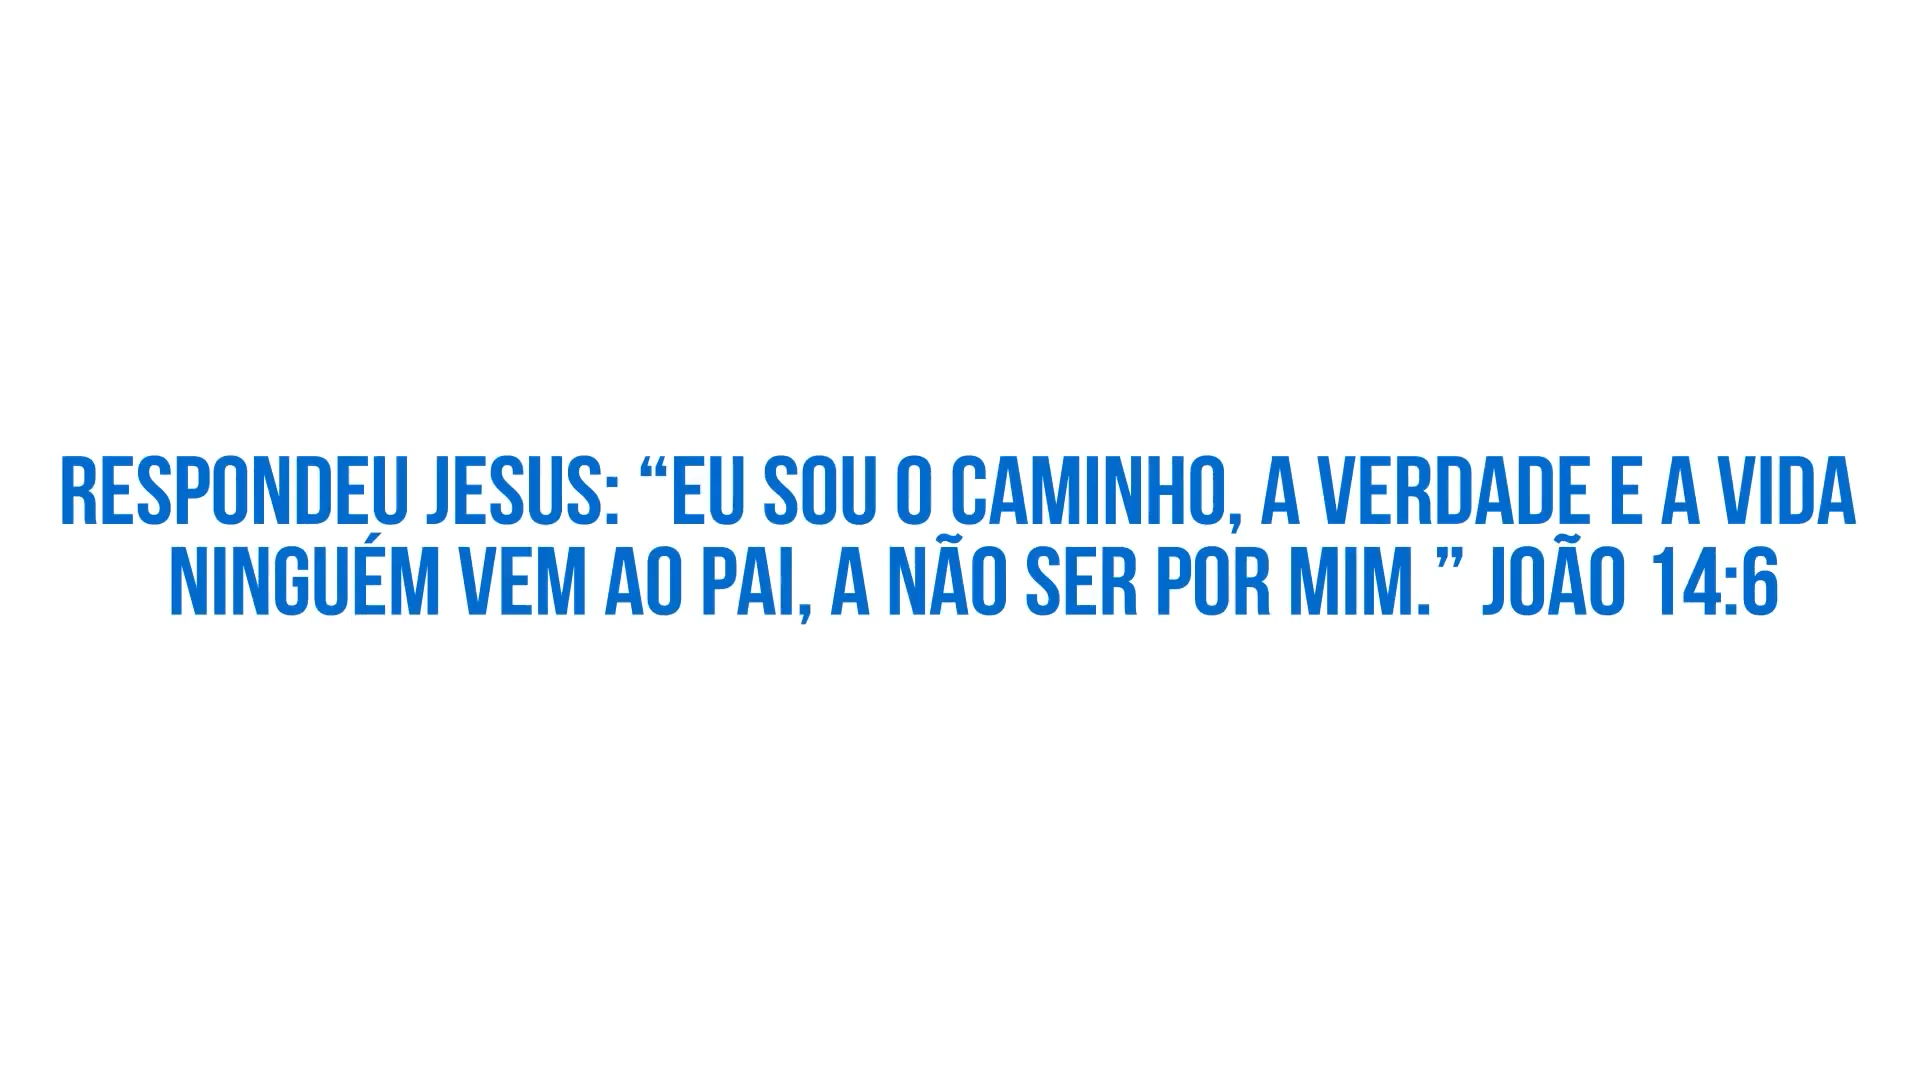 RESPONDEU JESUS: “EU SOU O CAMINHO, A VERDADE E A VIDA
NINGUÉM VEM AO PAI, A NÃO SER POR MIM.” JOÃO 14:6